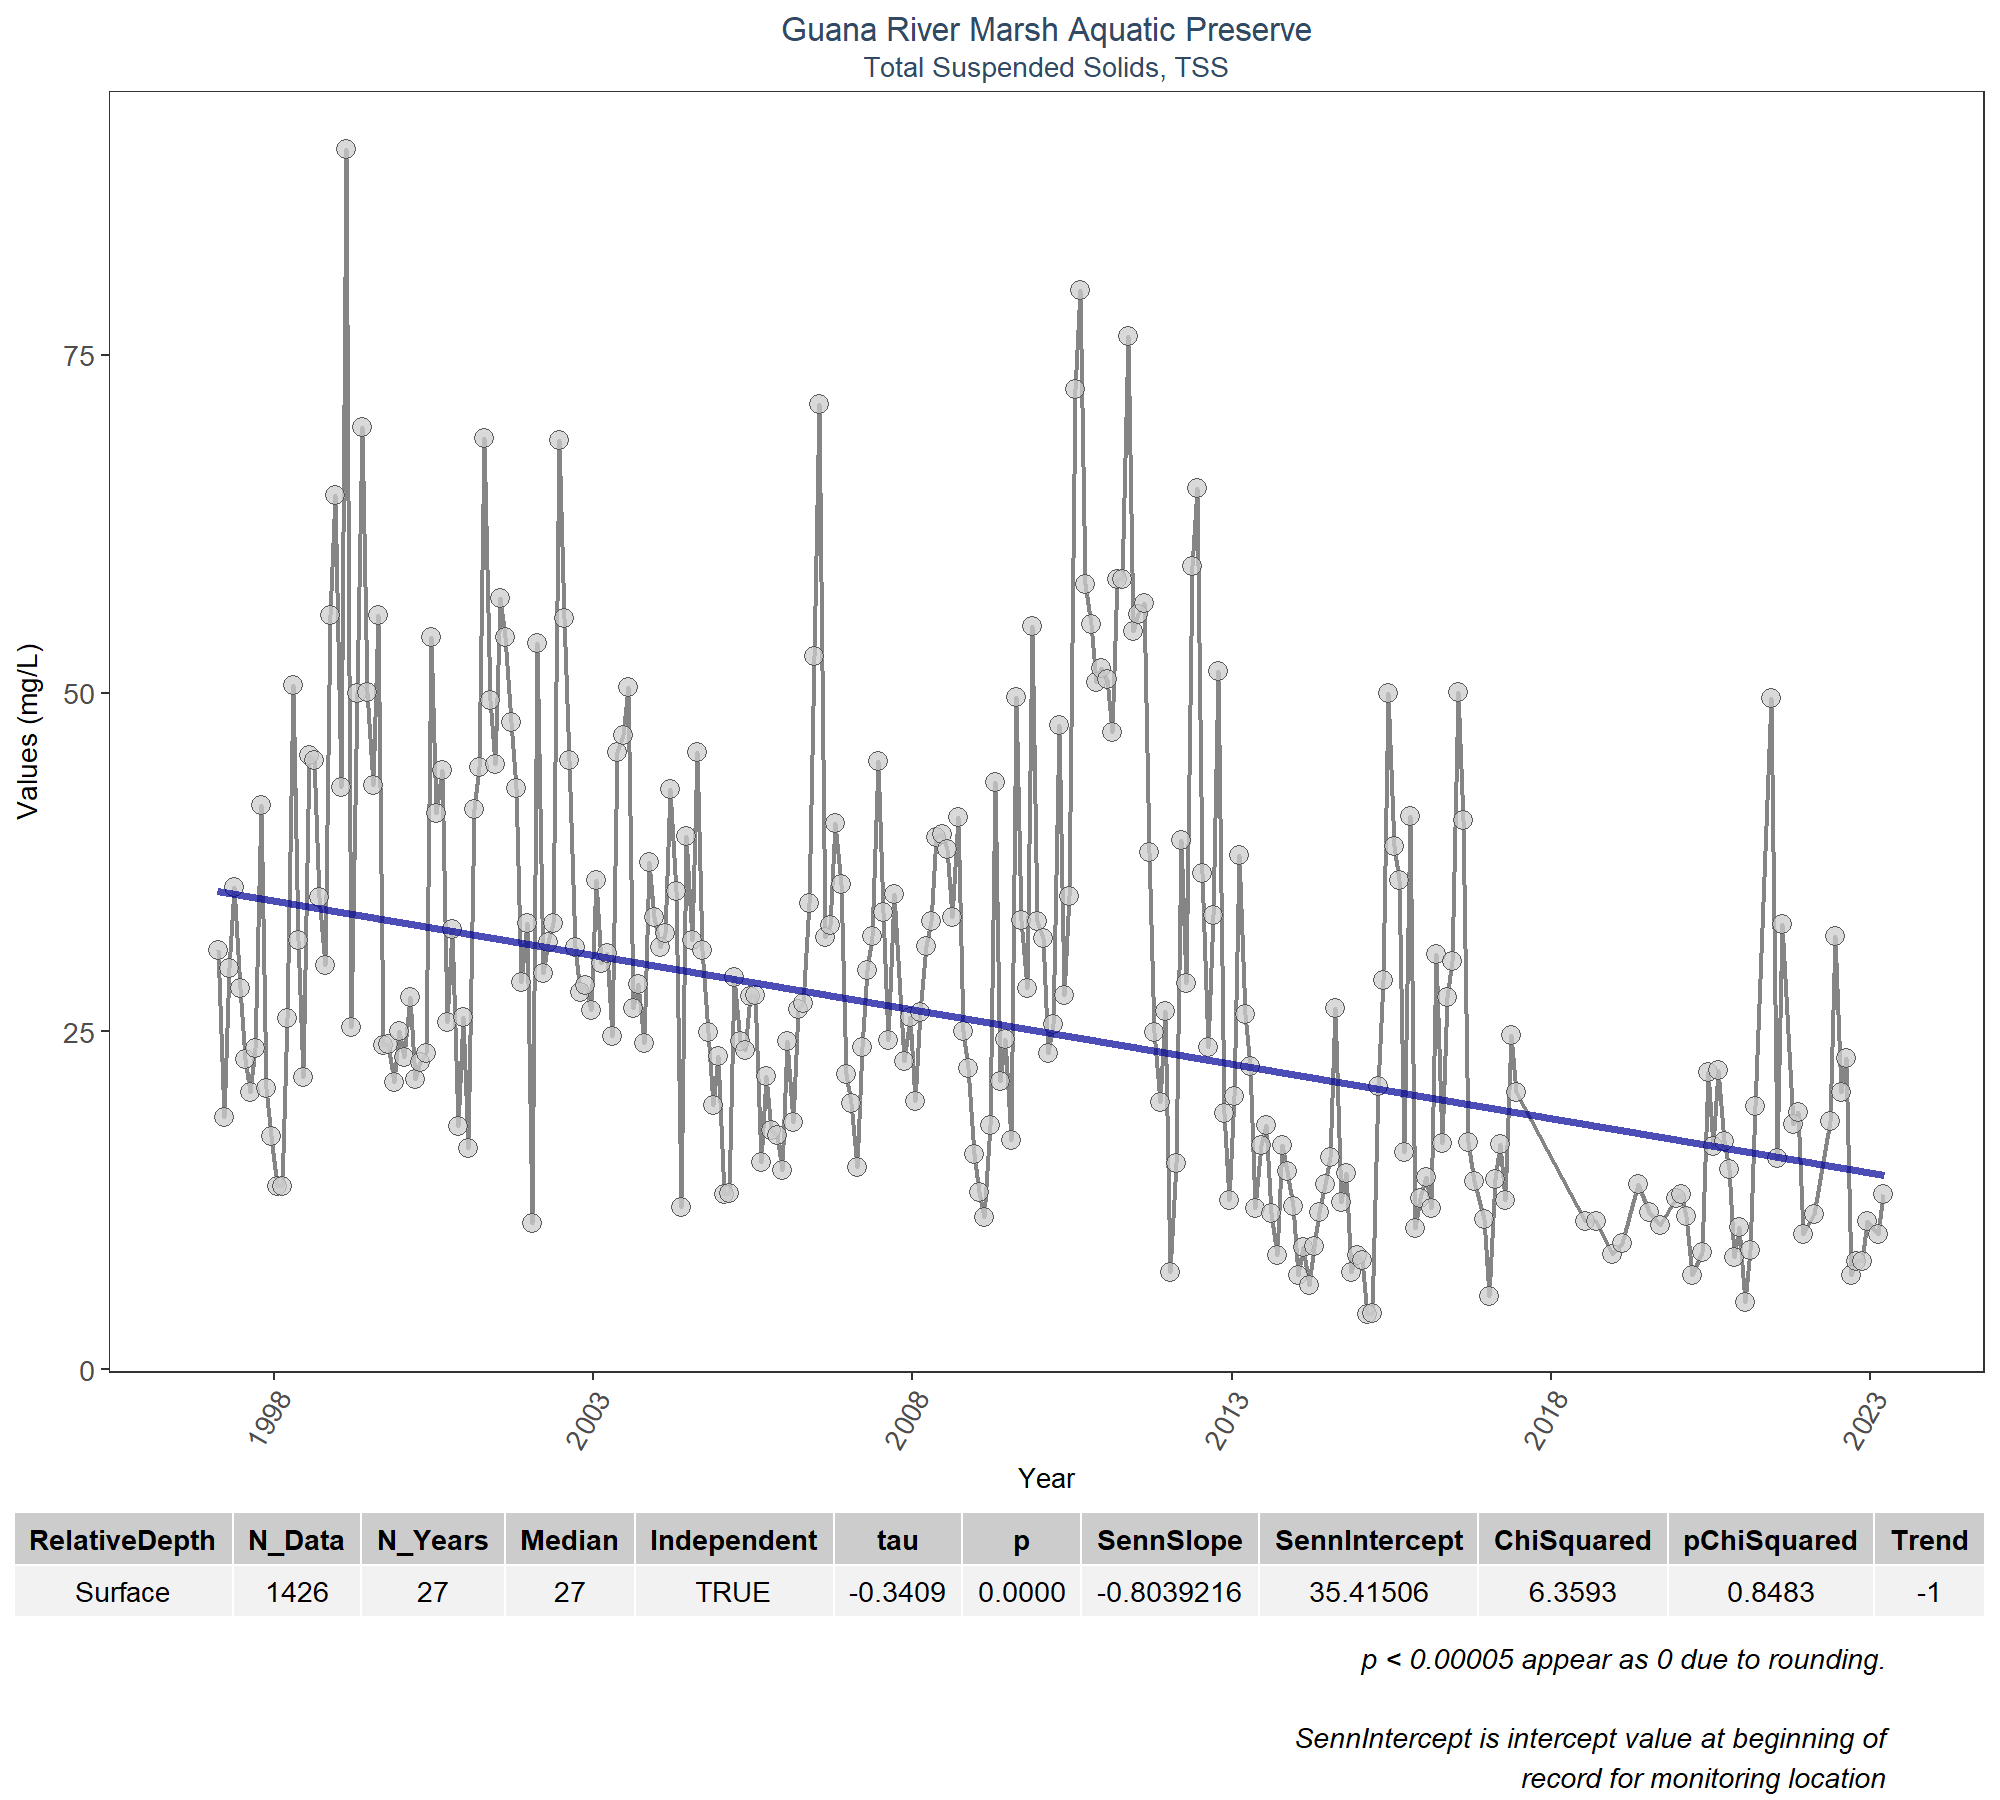 Guana River Marsh Aquatic Preserve
Total Suspended Solids, TSS
Values (mg/L)
75
50
25
0
1998 2003 2008 2013 2018 2023
Year
RelativeDepth N_Data N_Years Median Independent tau p SennSlope SennIntercept ChiSquared pChiSquared Trend
Surface 1426 27 27 TRUE -0.3409 0.0000 -0.8039216 35.41506 6.3593 0.8483 -1
p < 0.00005 appear as 0 due to rounding.
SennIntercept is intercept value at beginning of
record for monitoring location